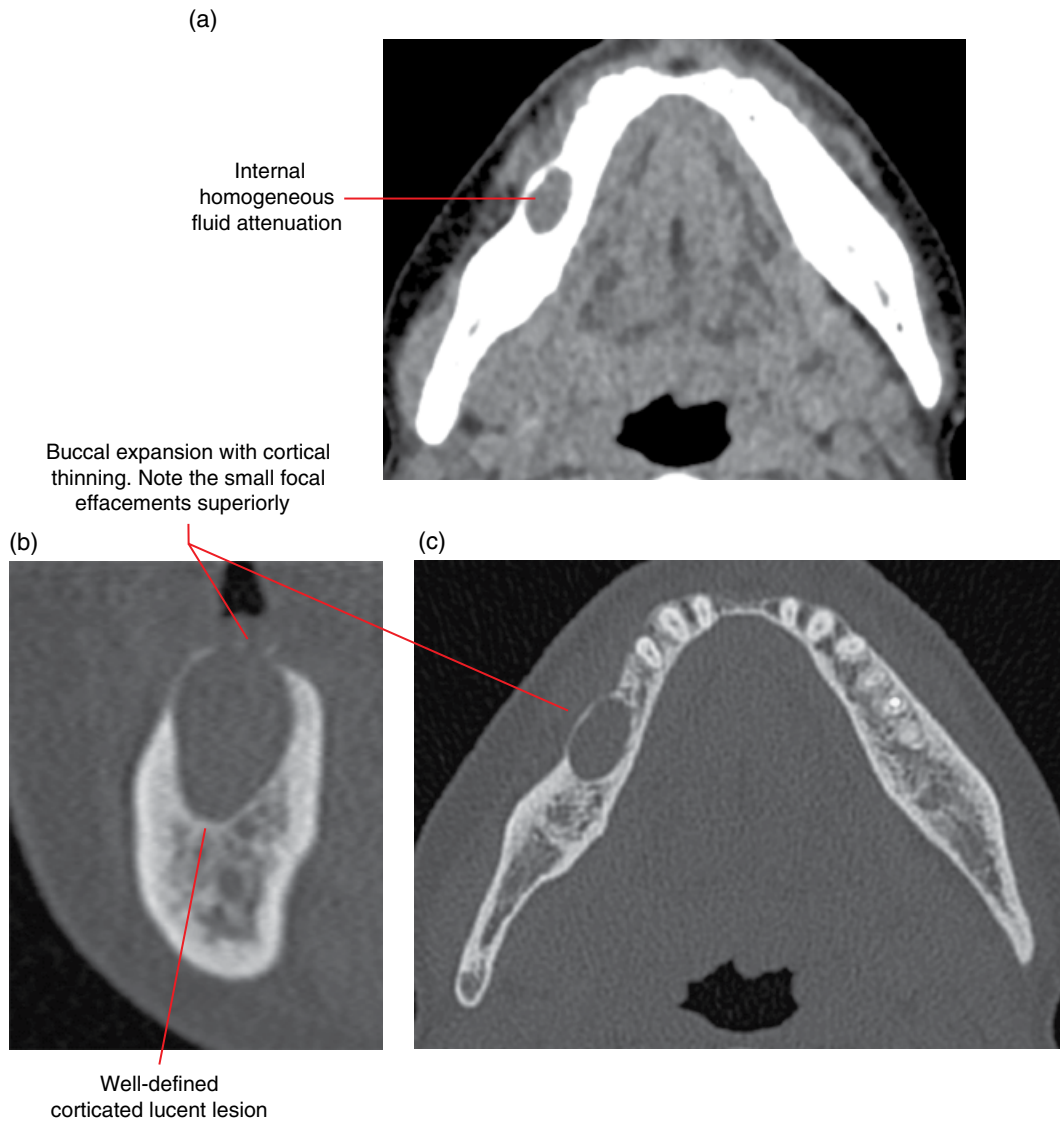 (a)
Internal
homogeneous
fluid attenuation
Buccal expansion with cortical
thinning. Note the small focal
effacements superiorly
(b)
(c)
Well-defined
corticated lucent lesion